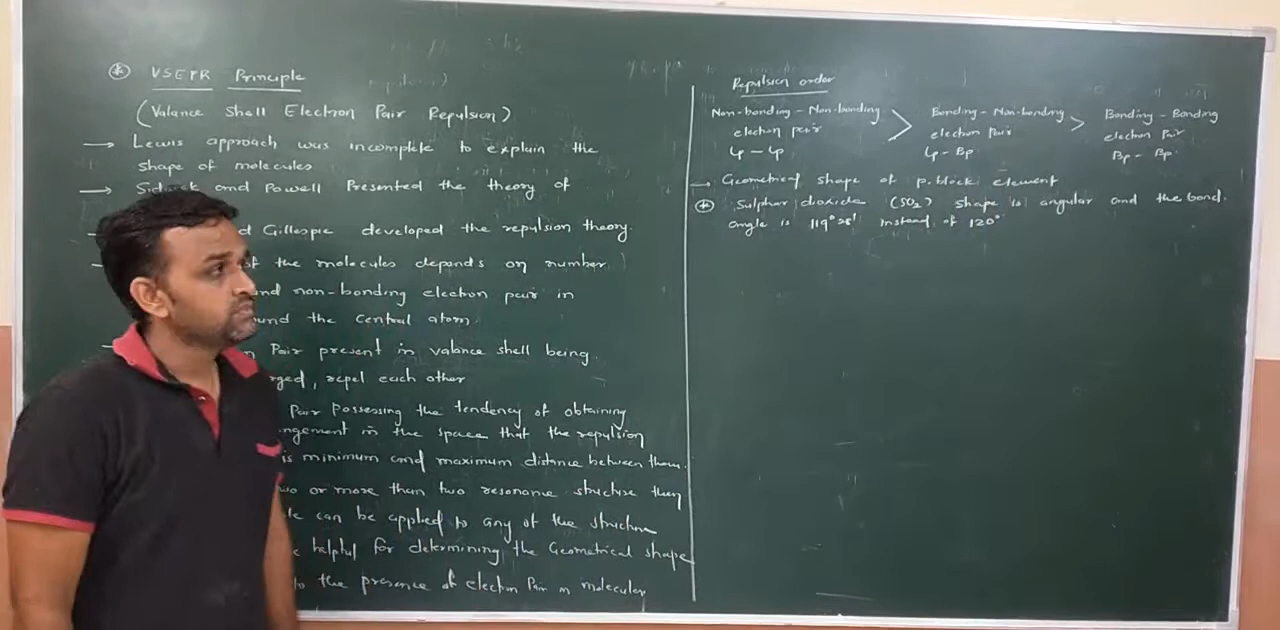 VSEPR Principle
(Valance Shell Electron Pair Repulsion)
→ Lewis approach was incomplete to explain the
shape of molecules
→ and Powell Presented the theory of
Gillespie developed the repulsion theory.
the molecules depends on number
non-bonding electron pair in
the Central atom.
Pair present in valance shell being.
repel each other
Pair possessing the tendency of obtaining
in the space that the repulsion
is minimum and maximum distance between them.
or more than two resonance structure then
can be applied to any of the structure
helpful for determining the Geometrical shape
to the presence of electron Pair in molecules
Repulsion order
Non-bonding - Non-bonding > Bonding - Non-bonding > Bonding - Bonding
electron pair electron pair electron Pair
Lp - Lp Lp - Bp Bp - Bp.
→ Geometrical shape of p.block element
Sulphur dioxide (SO2) shape is angular and the bond.
angle is 119° instead of 120°